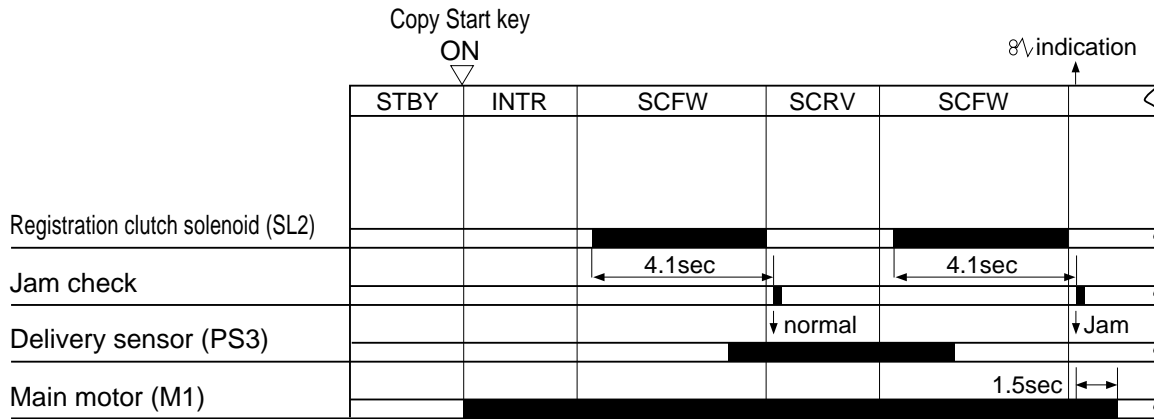 Copy Start key
ON
indication
STBY INTR SCFW SCRV SCFW
Registration clutch solenoid (SL2)
4.1sec 4.1sec
Jam check
normal Jam
Delivery sensor (PS3)
1.5sec
Main motor (M1)